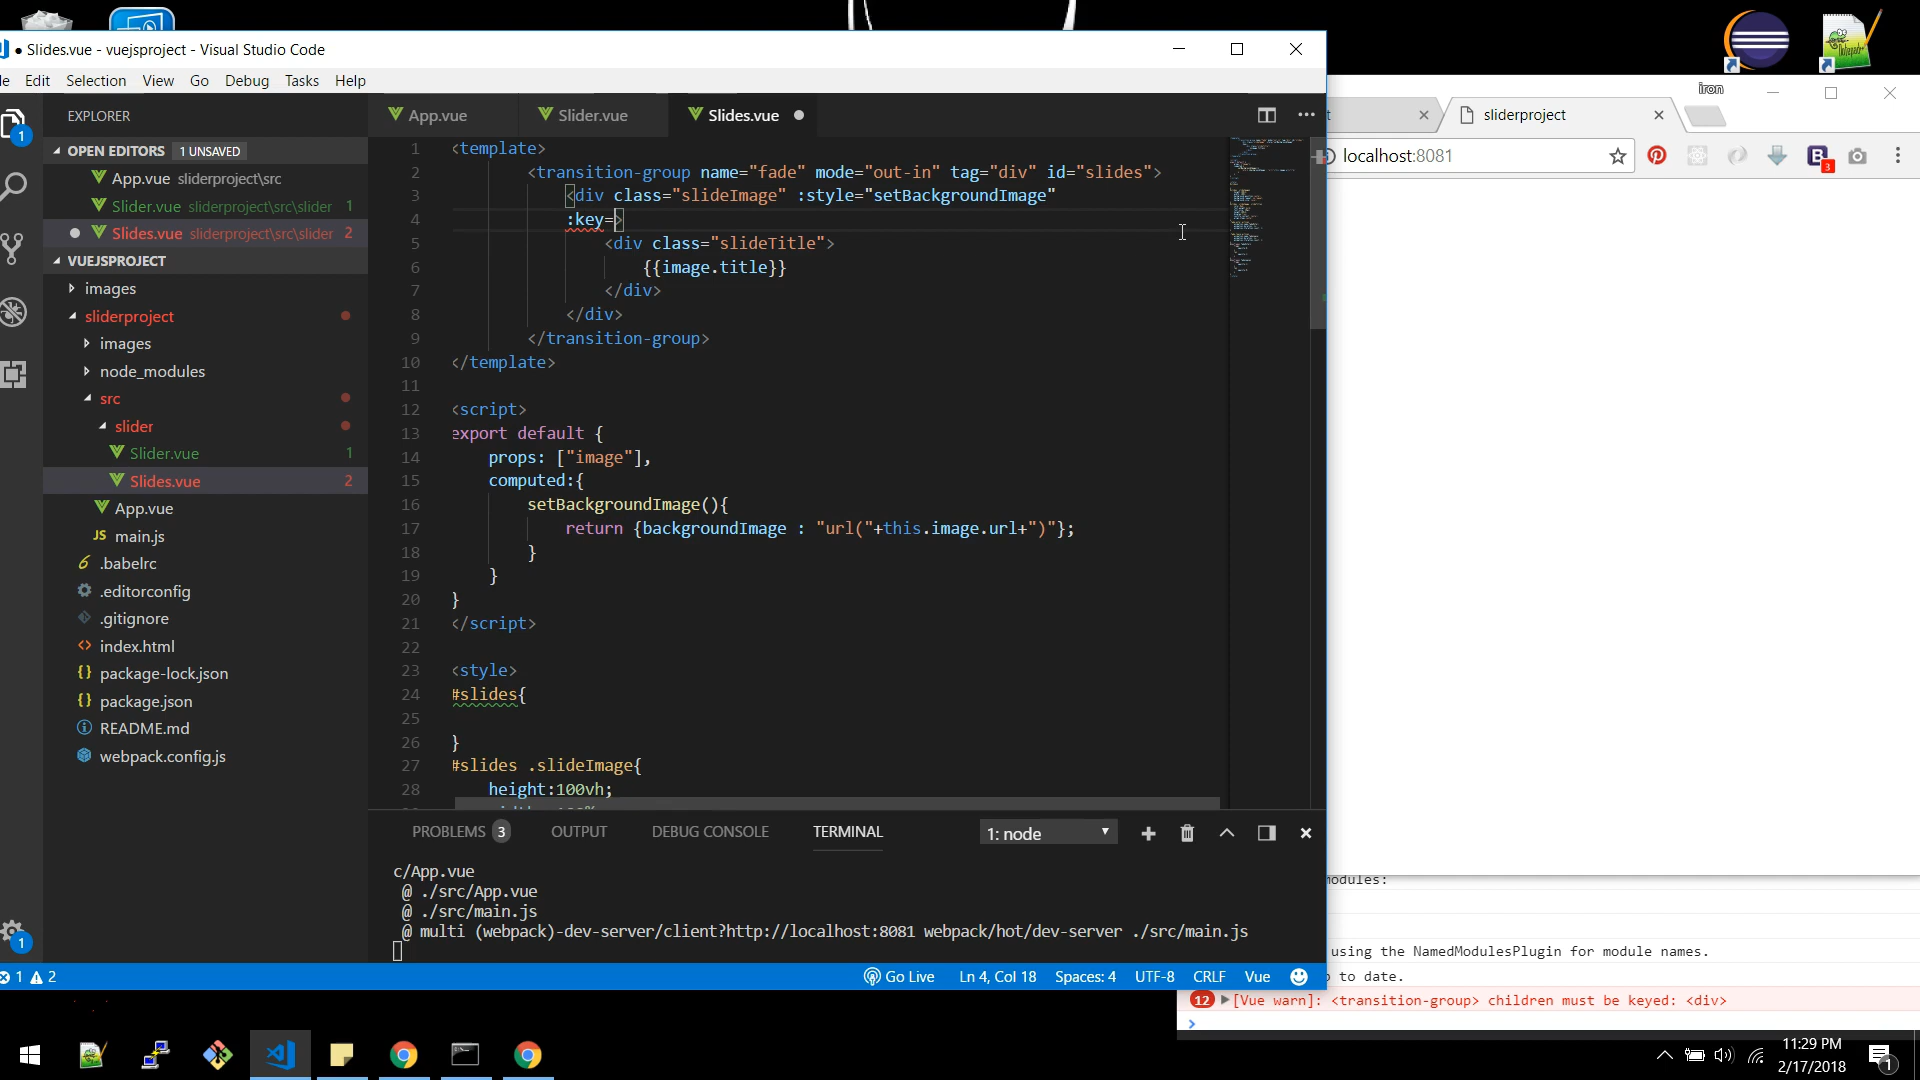 ● Slides.vue - vuejsproject - Visual Studio Code
Edit Selection View Go Debug Tasks Help
EXPLORER
OPEN EDITORS 1 UNSAVED
App.vue sliderproject\src
Slider.vue sliderproject\src\slider 1
● Slides.vue sliderproject\src\slider 2
VUEJSPROJECT
images
sliderproject
images
node_modules
src
slider
Slider.vue 1
Slides.vue 2
App.vue
JS main.js
.babelrc
.editorconfig
.gitignore
<> index.html
{} package-lock.json
{} package.json
README.md
webpack.config.js
1
1
App.vue
Slider.vue
Slides.vue ●
1 <template>
2 <transition-group name="fade" mode="out-in" tag="div" id="slides">
3 <div class="slideImage" :style="setBackgroundImage"
4 :key=>
5 <div class="slideTitle">
6 {{image.title}}
7 </div>
8 </div>
9 </transition-group>
10 </template>
11
12 <script>
13 export default {
14 props: ["image"],
15 computed:{
16 setBackgroundImage(){
17 return {backgroundImage : "url("+this.image.url+")"};
18 }
19 }
20 }
21 </script>
22
23 <style>
24 #slides{
25
26 }
27 #slides .slideImage{
28 height:100vh;
PROBLEMS 3 OUTPUT DEBUG CONSOLE TERMINAL 1: node
c/App.vue
@ ./src/App.vue
@ ./src/main.js
@ multi (webpack)-dev-server/client?http://localhost:8081 webpack/hot/dev-server ./src/main.js
1 2
Go Live Ln 4, Col 18 Spaces: 4 UTF-8 CRLF Vue
iron
sliderproject
localhost:8081
B 3
modules:
using the NamedModulesPlugin for module names.
to date.
12 [Vue warn]: <transition-group> children must be keyed: <div>
11:29 PM
2/17/2018
1